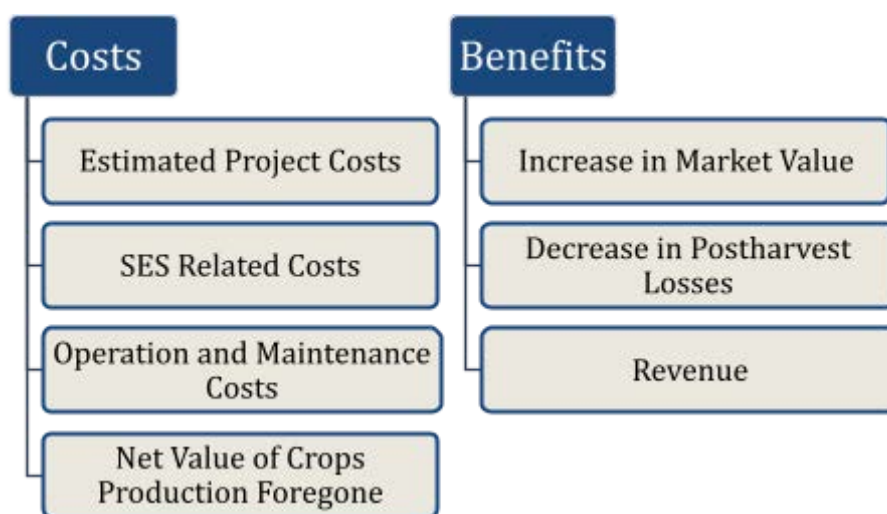 Costs
Estimated Project Costs
SES Related Costs
Operation and Maintenance
Costs
Net Value of Crops
Production Foregone
Benefits
Increase in Market Value
Decrease in Postharvest
Losses
Revenue